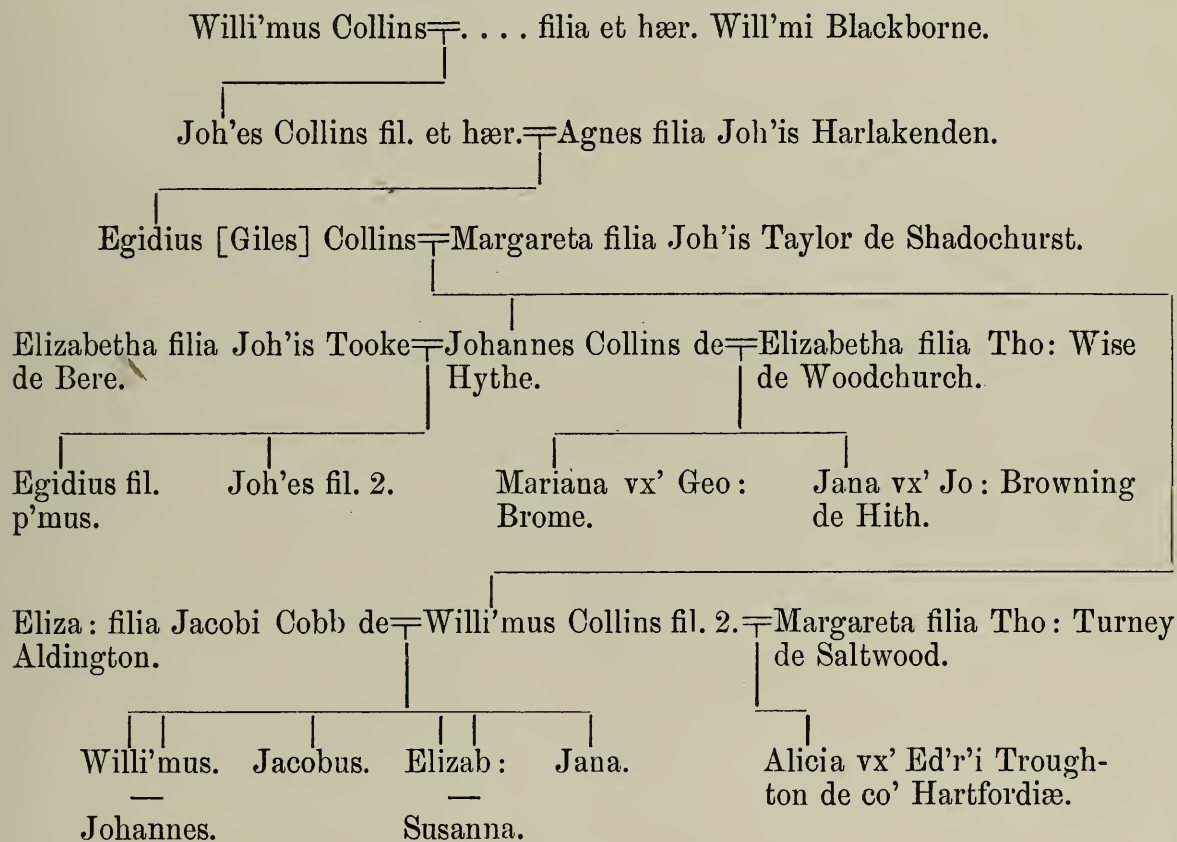 Willi'mus Collins=. . . . filia et hær. Will'mi Blackborne.
Joh'es Collins fil. et hær.=Agnes filia Joh'is Harlakenden.
Egidius [Giles] Collins=Margareta filia Joh'is Taylor de Shadochurst.
Elizabetha filia Joh'is Tooke=Johannes Collins de=Elizabetha filia Tho: Wise
de Bere. Hythe. de Woodchurch.
Egidius fil. Joh'es fil. 2. Mariana vx' Geo: Jana vx' Jo: Browning
p'mus. Brome. de Hith.
Eliza: filia Jacobi Cobb de=Willi'mus Collins fil. 2.=Margareta filia Tho: Turney
Aldington. de Saltwood.
Willi'mus. Jacobus. Elizab: Jana. Alicia vx' Ed'r'i Trough-
ton de co' Hartfordiæ.
Johannes. Susanna.